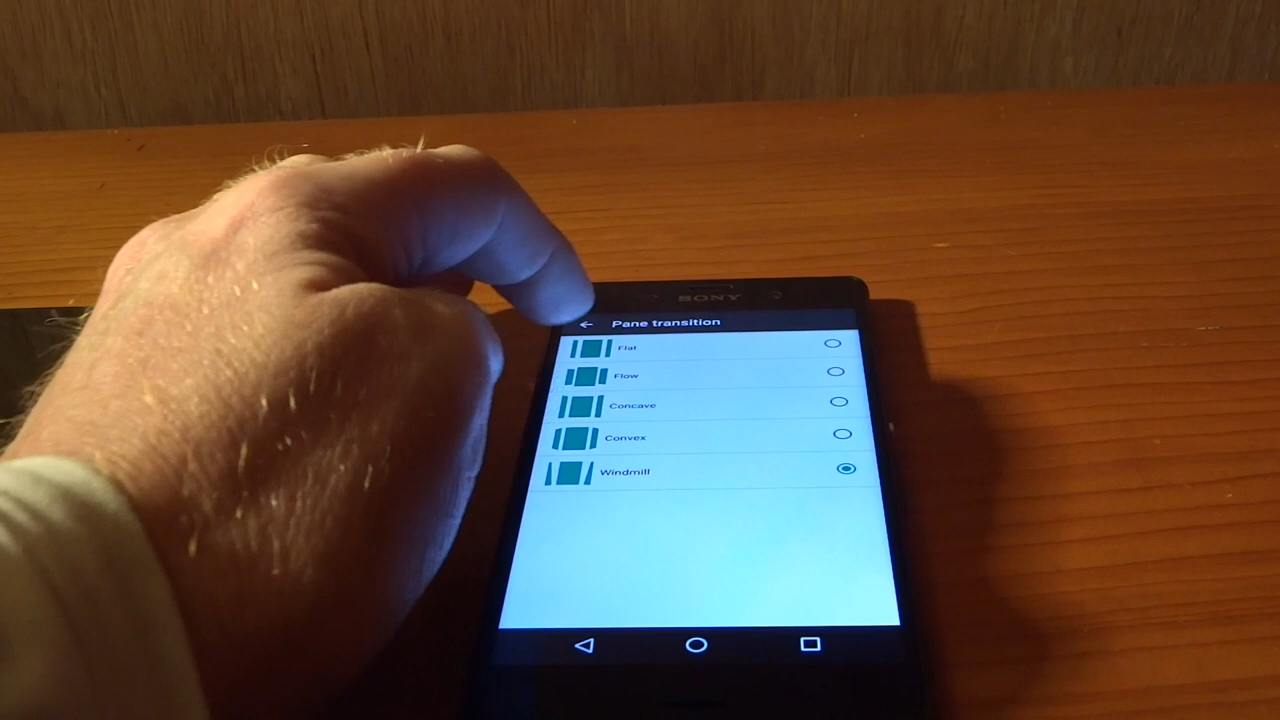 SONY
Pane transition
Flat
Flow
Concave
Convex
Windmill